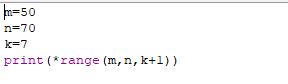 m=50
n=70
k=7
print(*range(m,n,k+1))